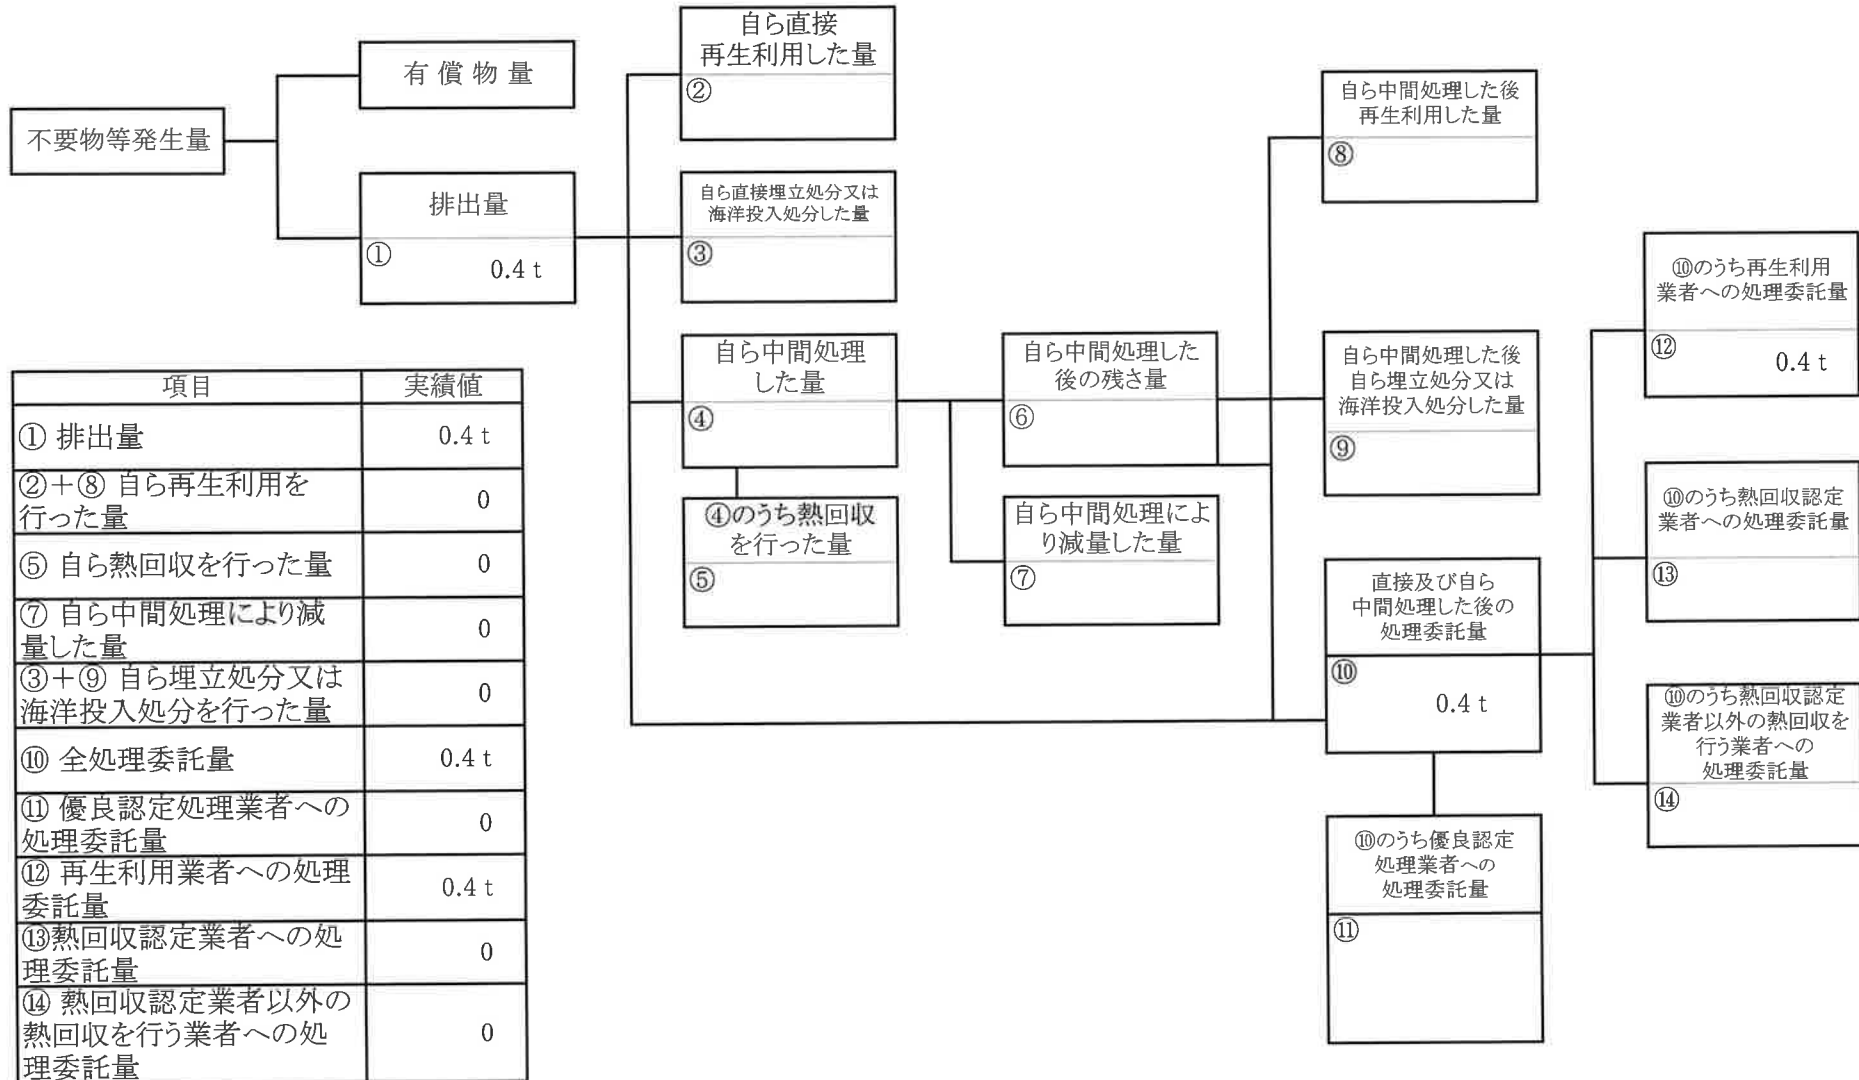 不要物等発生量
有償物量
排出量
①
0.4 t
自ら直接
再生利用した量
②
自ら直接埋立処分又は
海洋投入処分した量
③
自ら中間処理
した量
④
④のうち熱回収
を行った量
⑤
自ら中間処理した
後の残さ量
⑥
自ら中間処理によ
り減量した量
⑦
自ら中間処理した後
再生利用した量
⑧
自ら中間処理した後
自ら埋立処分又は
海洋投入処分した量
⑨
直接及び自ら
中間処理した後の
処理委託量
⑩
0.4 t
⑩のうち優良認定
処理業者への
処理委託量
⑪
⑩のうち再生利用
業者への処理委託量
⑫
0.4 t
⑩のうち熱回収認定
業者への処理委託量
⑬
⑩のうち熱回収認定
業者以外の熱回収を
行う業者への
処理委託量
⑭
項目 実績値
① 排出量 0.4 t
②＋⑧ 自ら再生利用を
行った量 0
⑤ 自ら熱回収を行った量 0
⑦ 自ら中間処理により減
量した量 0
③＋⑨ 自ら埋立処分又は
海洋投入処分を行った量 0
⑩ 全処理委託量 0.4 t
⑪ 優良認定処理業者への
処理委託量 0
⑫ 再生利用業者への処理
委託量 0.4 t
⑬熱回収認定業者への処
理委託量 0
⑭ 熱回収認定業者以外の
熱回収を行う業者への処
理委託量 0